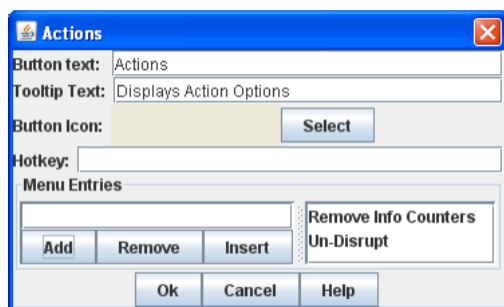 Actions
Button text: Actions
Tooltip Text: Displays Action Options
Button Icon: Select
Hotkey:
Menu Entries
Remove Info Counters
Un-Disrupt
Add Remove Insert
Ok Cancel Help